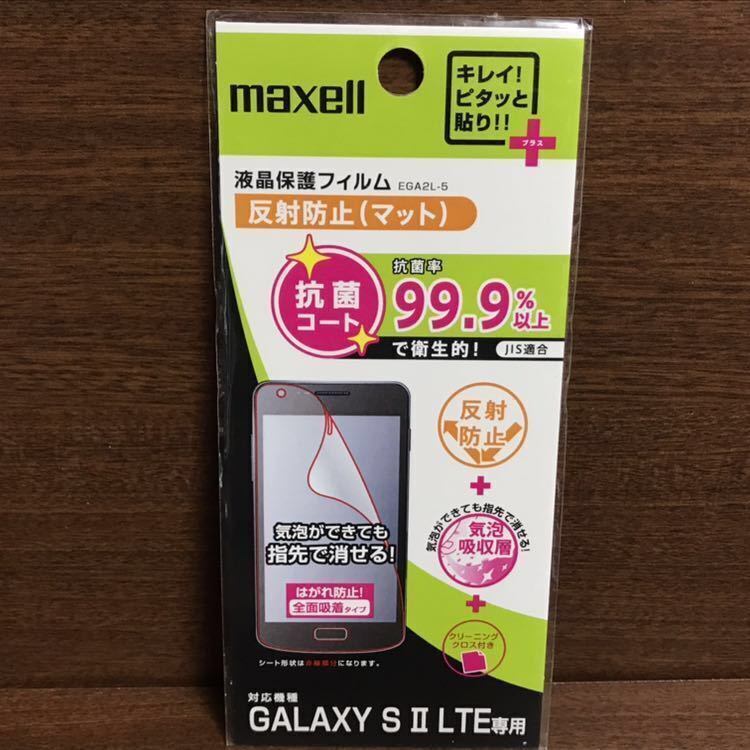 キレイ!
ピタッと
貼り!!
プラス
maxell
液晶保護フィルム EGA2L-5
反射防止(マット)
抗菌
コート
抗菌率
99.9%以上
で衛生的! JIS適合
反射
防止
+
気泡ができても指先で消せる!
気泡
吸収層
+
クリーニング
クロス付き
気泡ができても
指先で消せる!
はがれ防止!
全面吸着タイプ
シート形状は赤線部分になります。
対応機種
GALAXY S II LTE専用